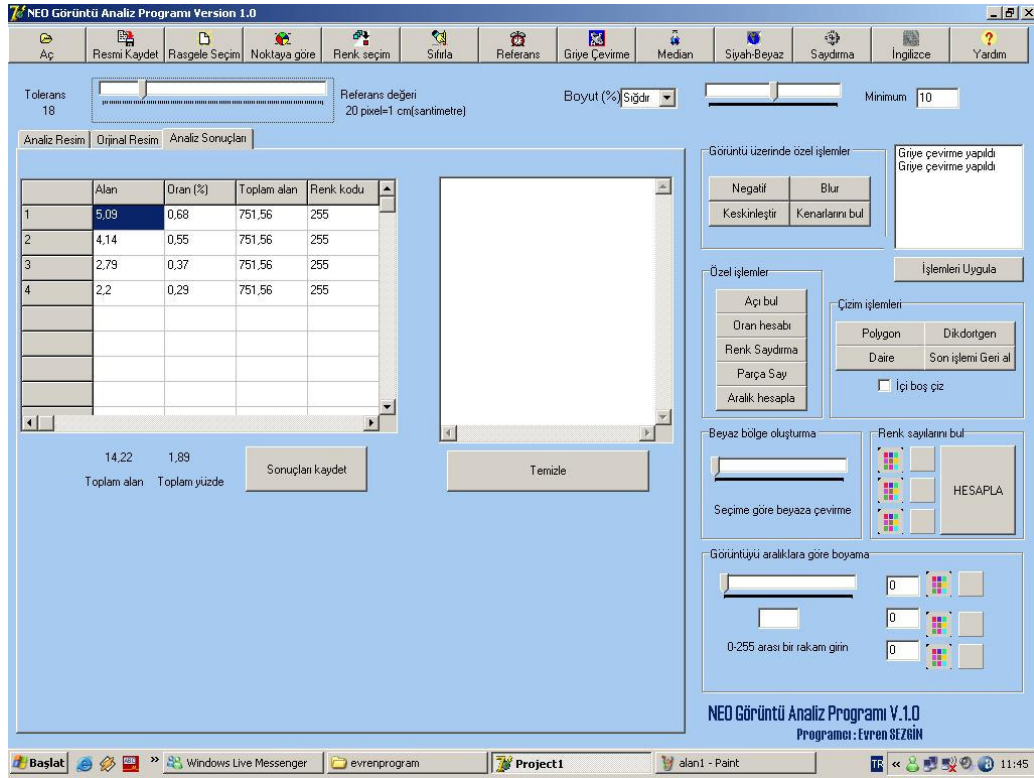 NEO Görüntü Analiz Programı Version 1.0
Aç Resmi Kaydet Rasgele Seçim Noktaya göre Renk seçim Sıfırla Referans Griye Çevirme Median Siyah-Beyaz Saydırma İngilizce Yardım
Tolerans
18
Referans değeri
20 pixel=1 cm(santimetre)
Boyut (%) Sığdır
Minimum 10
Analiz Resim Orjinal Resim Analiz Sonuçları
Alan Oran (%) Toplam alan Renk kodu
1 5,09 0,68 751,56 255
2 4,14 0,55 751,56 255
3 2,79 0,37 751,56 255
4 2,2 0,29 751,56 255
14,22 1,89
Toplam alan Toplam yüzde
Sonuçları kaydet
Temizle
Görüntü üzerinde özel işlemler
Negatif Blur
Keskinleştir Kenarlarını bul
Griye çevirme yapıldı
Griye çevirme yapıldı
İşlemleri Uygula
Özel işlemler
Açı bul
Oran hesabı
Renk Saydırma
Parça Say
Aralık hesapla
Çizim işlemleri
Polygon Dikdortgen
Daire Son işlemi Geri al
İçi boş çiz
Beyaz bölge oluşturma
Seçime göre beyaza çevirme
Renk sayılarını bul
HESAPLA
Görüntüyü aralıklara göre boyama
0
0
0
0-255 arası bir rakam girin
NEO Görüntü Analiz Programı V.1.0
Programcı : Evren SEZGİN
Başlat » Windows Live Messenger evrenprogram Project1 alan1 - Paint TR « 11:45